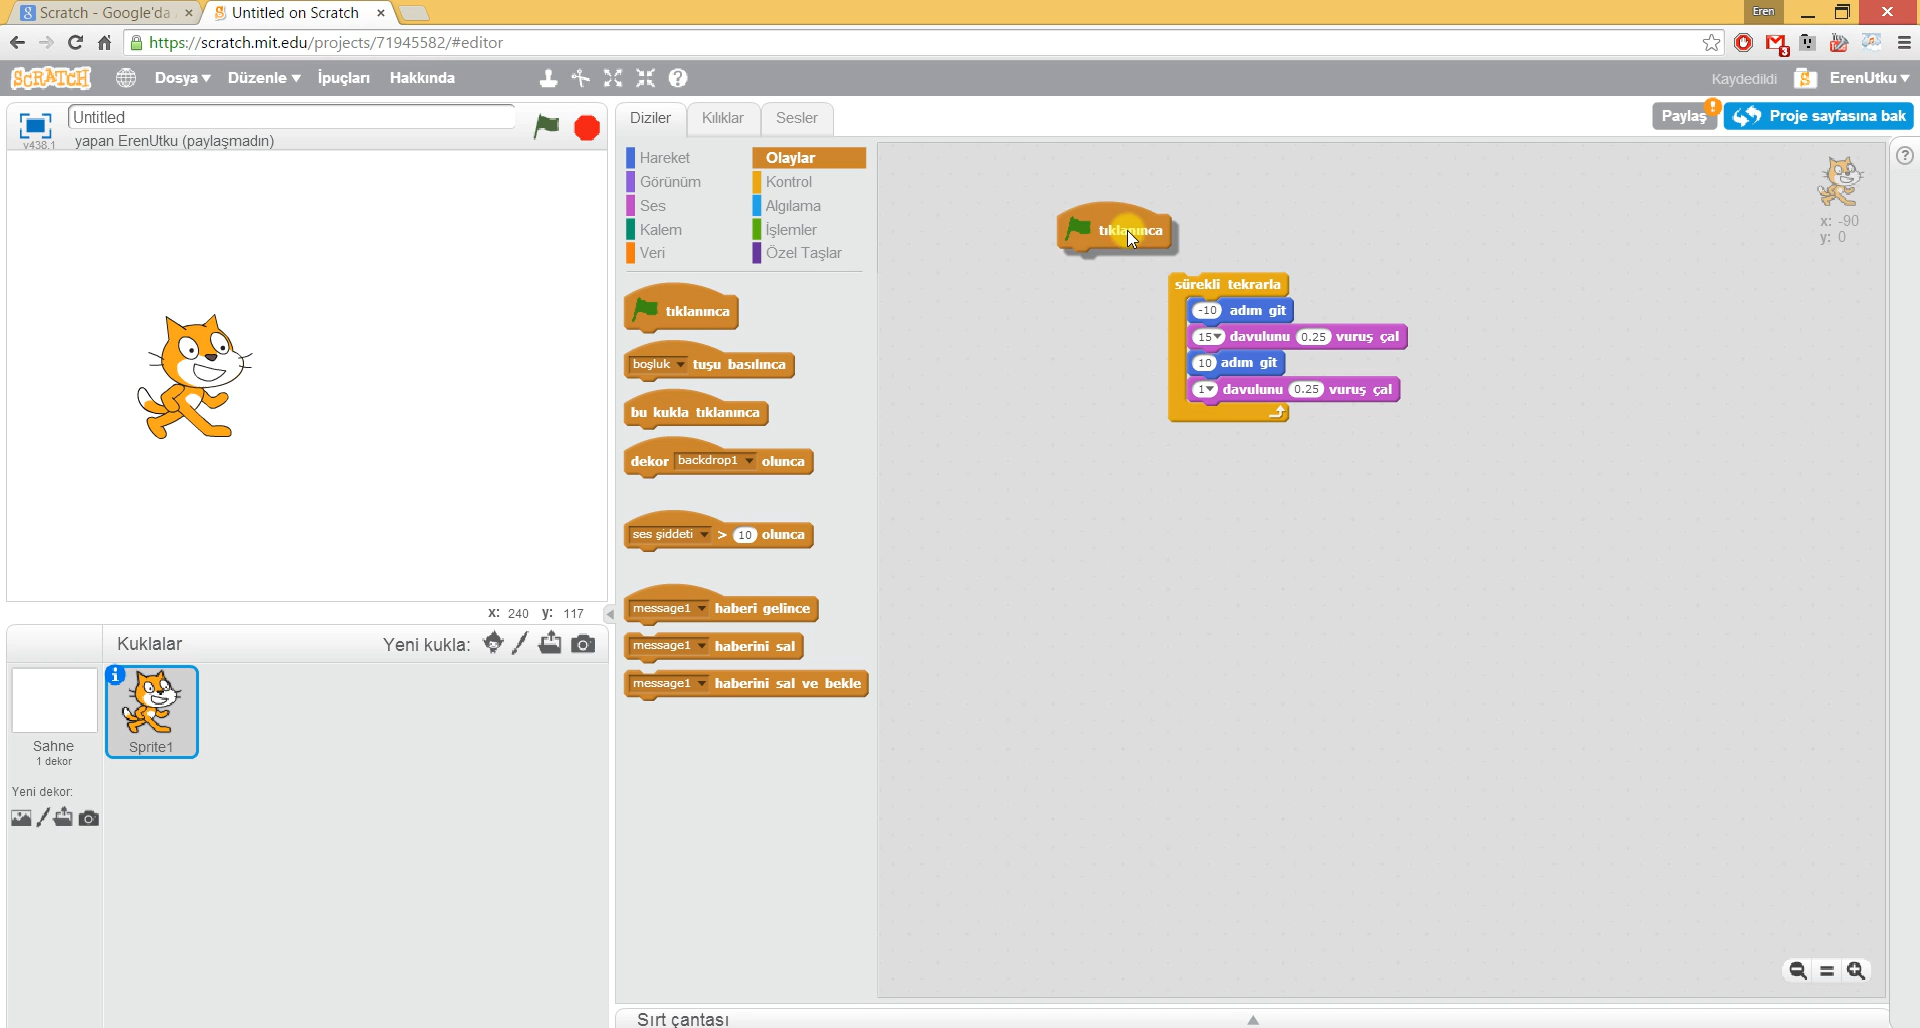 Scratch - Google'da
Untitled on Scratch
Eren
https://scratch.mit.edu/projects/71945582/#editor
3
SCRATCH
Dosya
Düzenle
İpuçları
Hakkında
Kaydedildi
ErenUtku
v438.1
Untitled
yapan ErenUtku (paylaşmadın)
Diziler
Kılıklar
Sesler
Paylaş
Proje sayfasına bak
Hareket
Olaylar
Görünüm
Kontrol
Ses
Algılama
Kalem
İşlemler
Veri
Özel Taşlar
tıklanınca
boşluk tuşu basılınca
bu kukla tıklanınca
dekor backdrop1 olunca
ses şiddeti > 10 olunca
message1 haberi gelince
message1 haberini sal
message1 haberini sal ve bekle
tıklanınca
sürekli tekrarla
-10 adım git
15 davulunu 0.25 vuruş çal
10 adım git
1 davulunu 0.25 vuruş çal
x: -90
y: 0
x: 240 y: 117
Kuklalar
Yeni kukla:
Sprite1
Sahne
1 dekor
Yeni dekor:
Sırt çantası